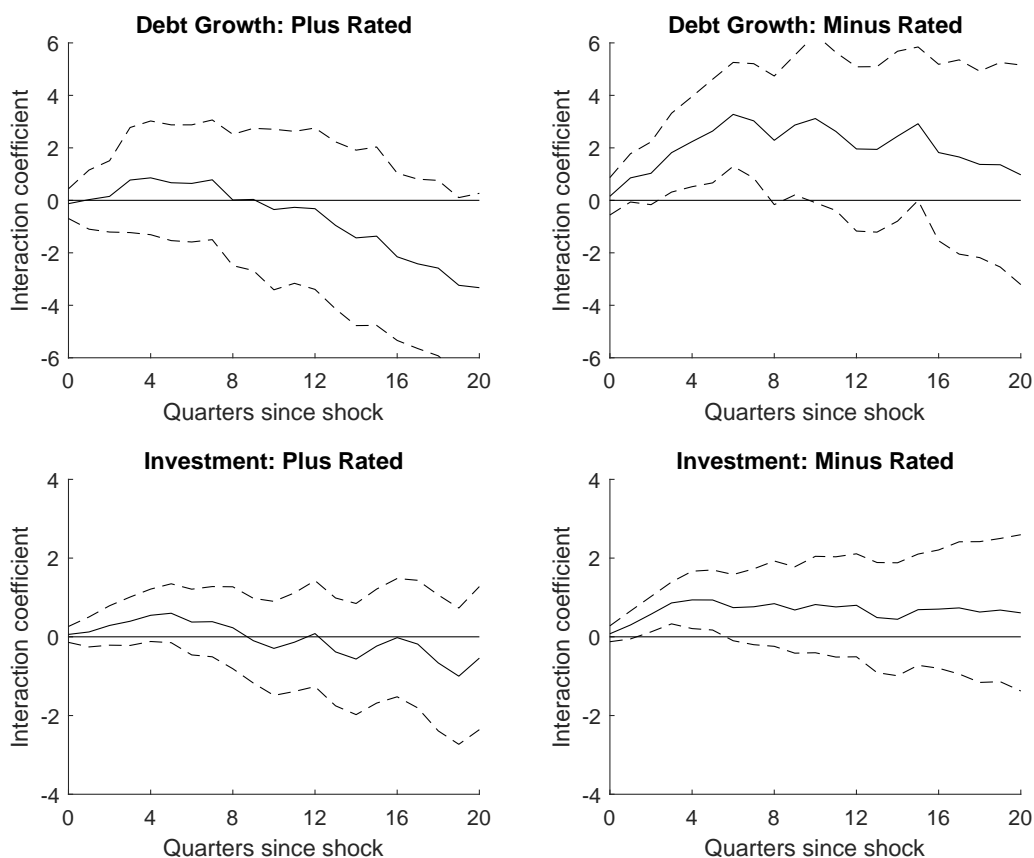 Debt Growth: Plus Rated
6
4
2
0
-2
-4
-6
Interaction coefficient
0 4 8 12 16 20
Quarters since shock
Debt Growth: Minus Rated
6
4
2
0
-2
-4
-6
Interaction coefficient
0 4 8 12 16 20
Quarters since shock
Investment: Plus Rated
4
2
0
-2
-4
Interaction coefficient
0 4 8 12 16 20
Quarters since shock
Investment: Minus Rated
4
2
0
-2
-4
Interaction coefficient
0 4 8 12 16 20
Quarters since shock